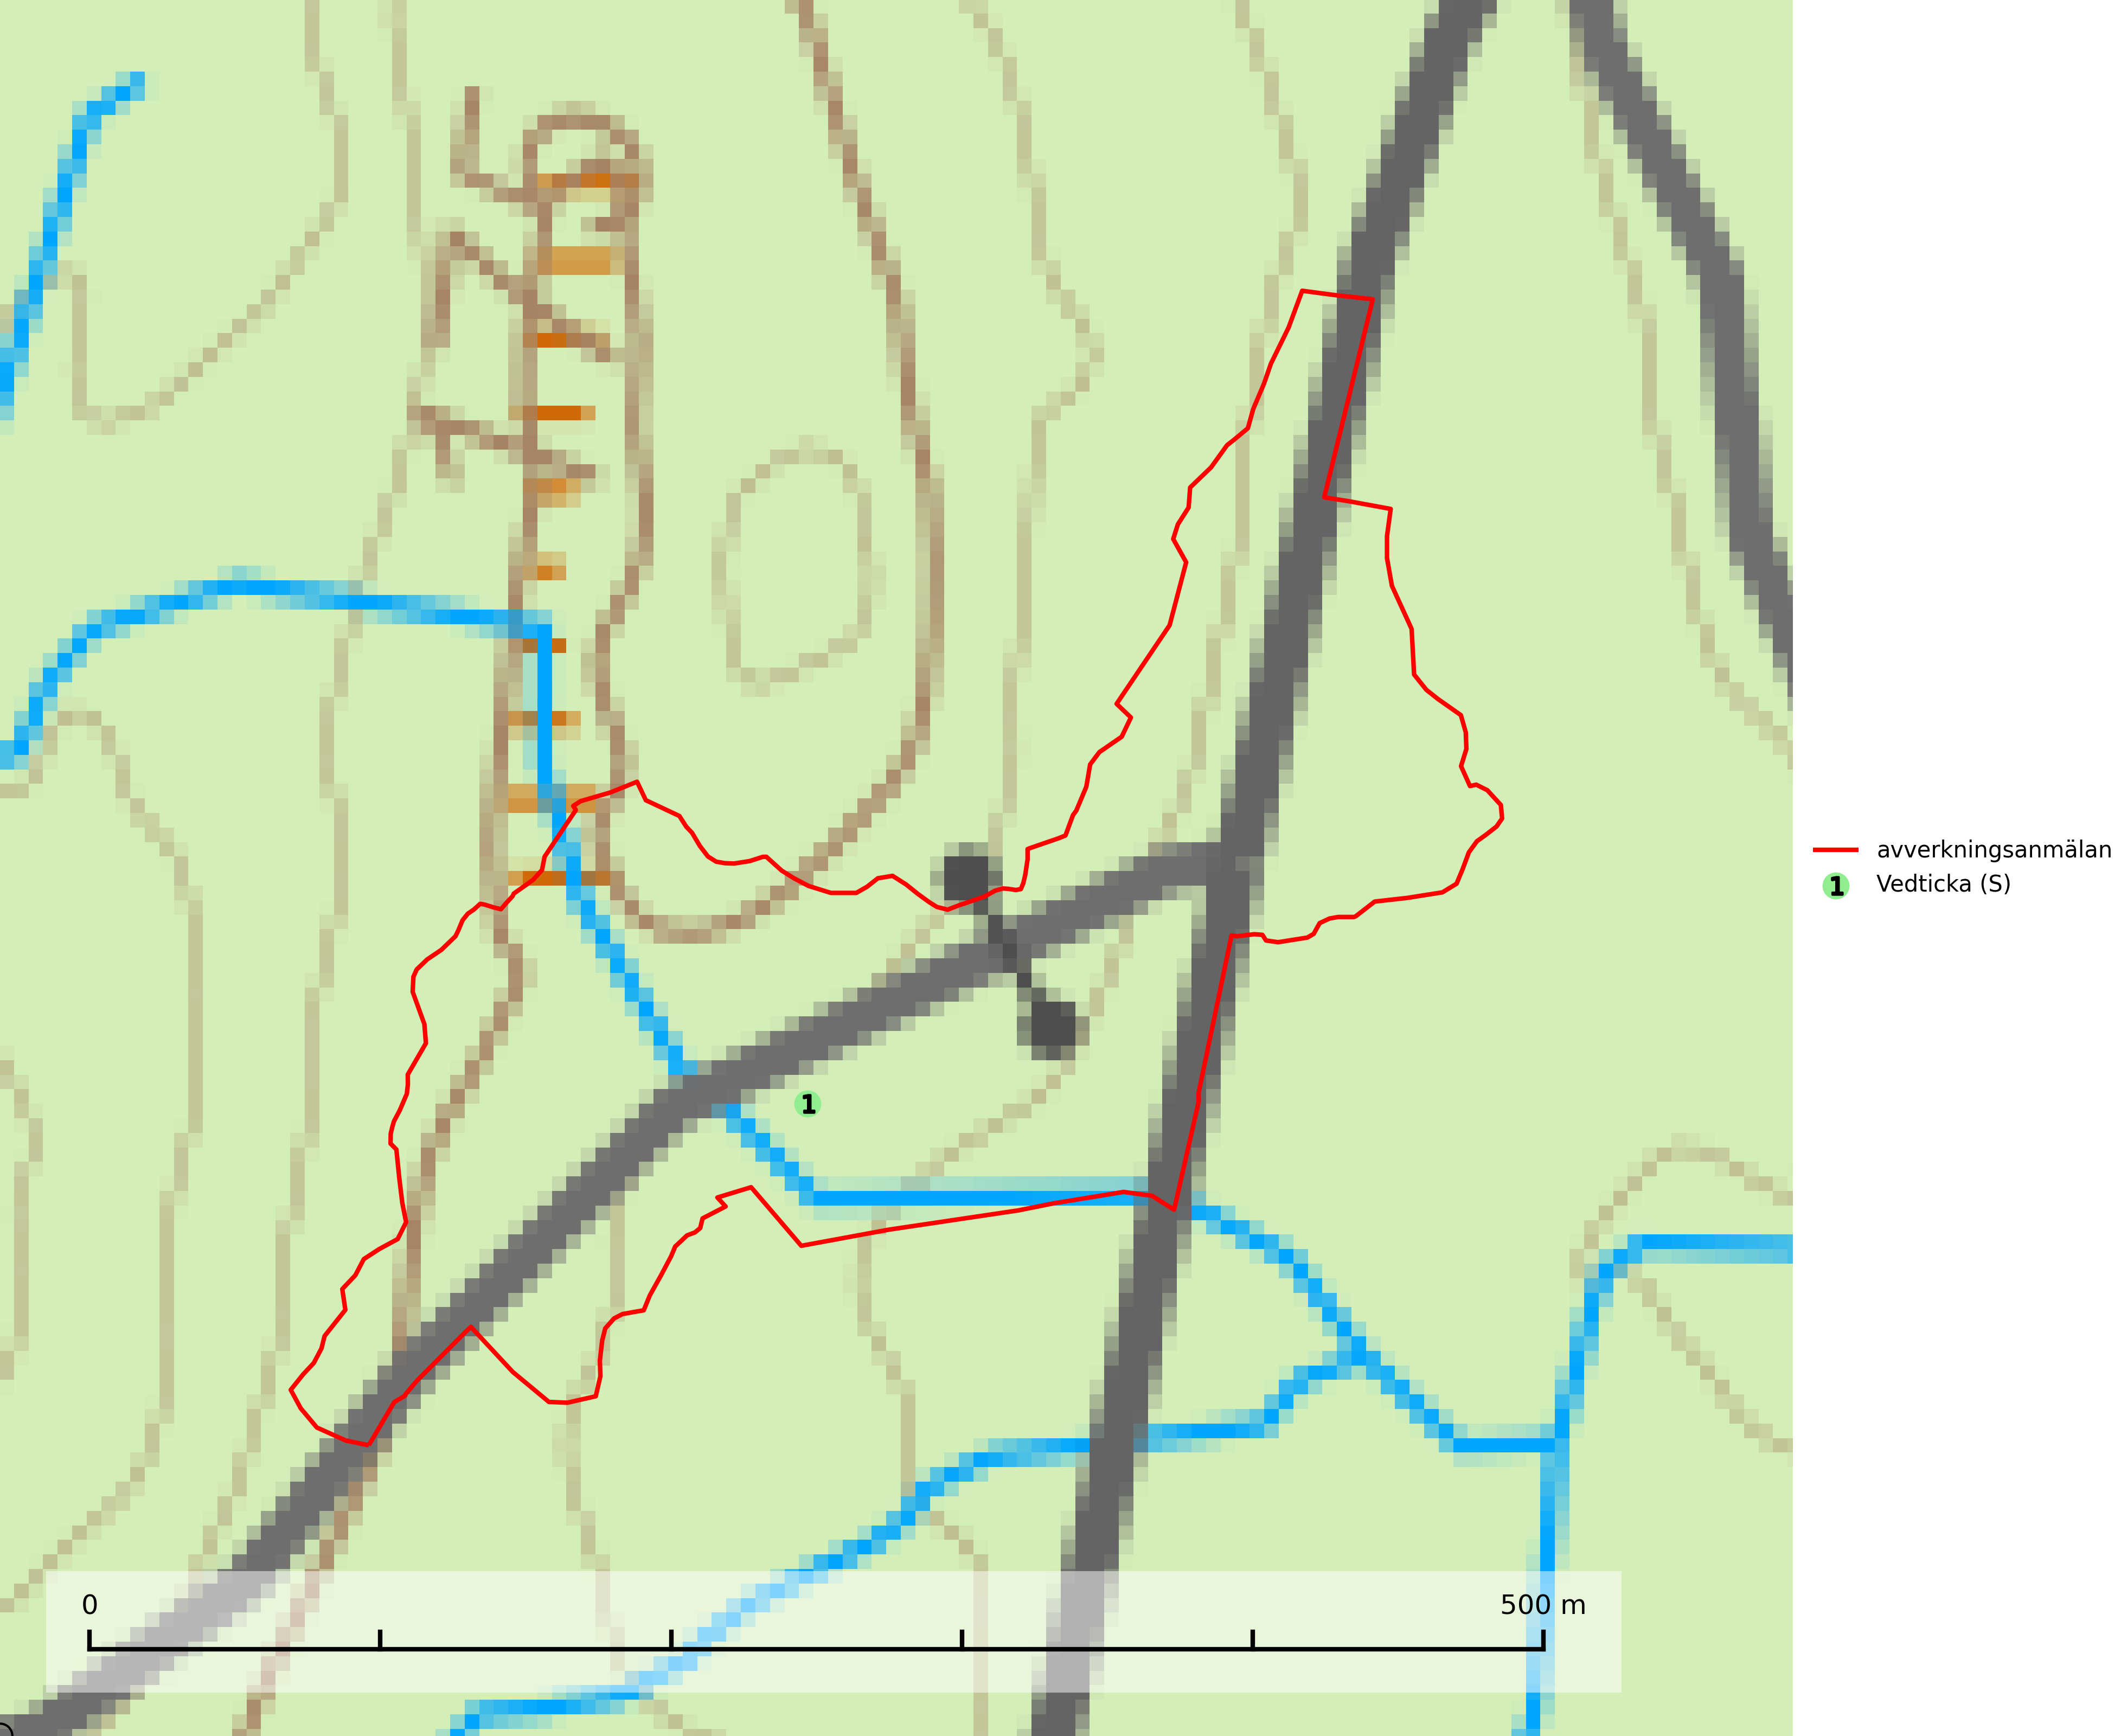 avverkningsanmälan
1 Vedticka (S)
1
0 500 m